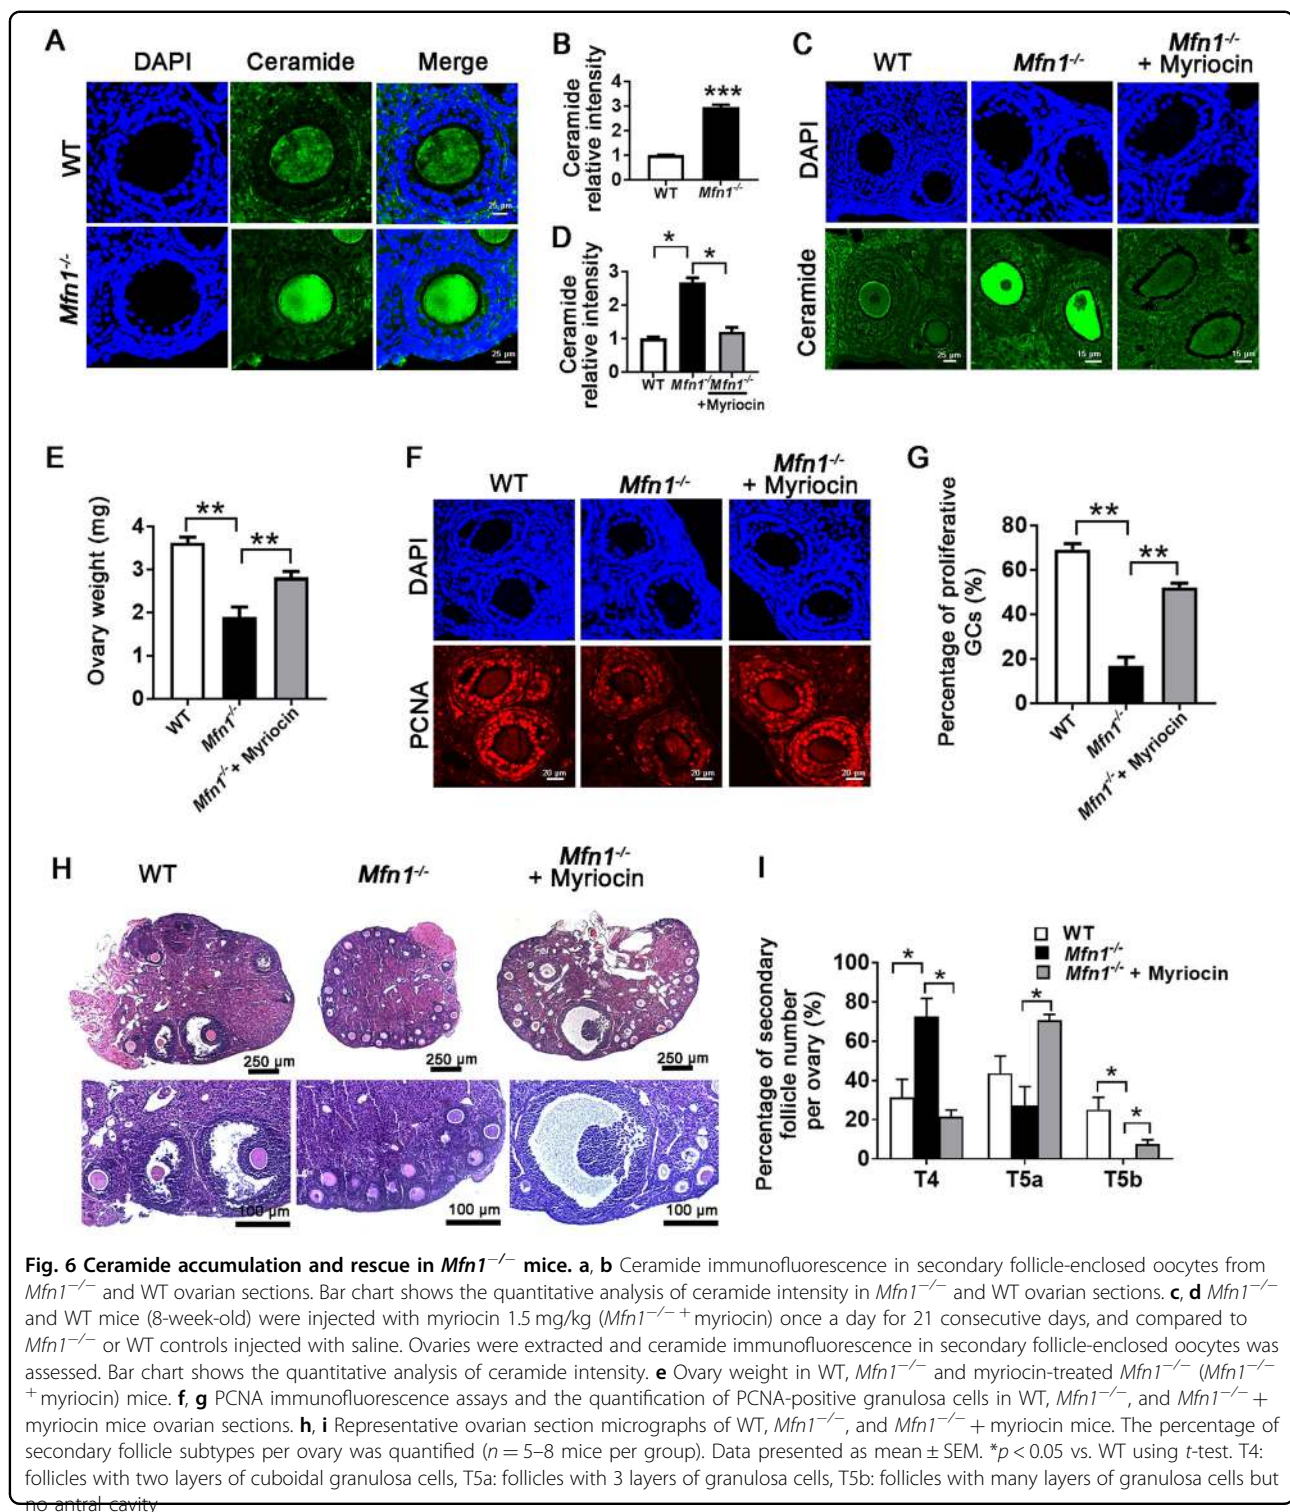 A
DAPI Ceramide Merge
WT
25 µm
Mfn1-/-
25 µm
B
Ceramide relative intensity
4
3
2
1
0
***
WT Mfn1-/-
D
Ceramide relative intensity
3
2
1
0
* *
WT Mfn1-/- Mfn1-/-
+Myriocin
C
WT Mfn1-/- Mfn1-/-
+ Myriocin
DAPI
Ceramide
25 µm 15 µm 15 µm
E
Ovary weight (mg)
4
3
2
1
0
** **
WT Mfn1-/- Mfn1-/- + Myriocin
F
WT Mfn1-/- Mfn1-/-
+ Myriocin
DAPI
PCNA
20 µm 20 µm 20 µm
G
Percentage of proliferative
GCs (%)
80
60
40
20
0
** **
WT Mfn1-/- Mfn1-/- + Myriocin
H
WT Mfn1-/- Mfn1-/-
+ Myriocin
250 µm 250 µm 250 µm
100 µm 100 µm 100 µm
I
WT
Mfn1-/-
Mfn1-/- + Myriocin
Percentage of secondary
follicle number
per ovary (%)
100
80
60
40
20
0
* * * * *
T4 T5a T5b
Fig. 6 Ceramide accumulation and rescue in Mfn1−/− mice. a, b Ceramide immunofluorescence in secondary follicle-enclosed oocytes from
Mfn1−/− and WT ovarian sections. Bar chart shows the quantitative analysis of ceramide intensity in Mfn1−/− and WT ovarian sections. c, d Mfn1−/−
and WT mice (8-week-old) were injected with myriocin 1.5 mg/kg (Mfn1−/− + myriocin) once a day for 21 consecutive days, and compared to
Mfn1−/− or WT controls injected with saline. Ovaries were extracted and ceramide immunofluorescence in secondary follicle-enclosed oocytes was
assessed. Bar chart shows the quantitative analysis of ceramide intensity. e Ovary weight in WT, Mfn1−/− and myriocin-treated Mfn1−/− (Mfn1−/−
+ myriocin) mice. f, g PCNA immunofluorescence assays and the quantification of PCNA-positive granulosa cells in WT, Mfn1−/−, and Mfn1−/− +
myriocin mice ovarian sections. h, i Representative ovarian section micrographs of WT, Mfn1−/−, and Mfn1−/− + myriocin mice. The percentage of
secondary follicle subtypes per ovary was quantified (n = 5–8 mice per group). Data presented as mean ± SEM. *p < 0.05 vs. WT using t-test. T4:
follicles with two layers of cuboidal granulosa cells, T5a: follicles with 3 layers of granulosa cells, T5b: follicles with many layers of granulosa cells but
no antral cavity